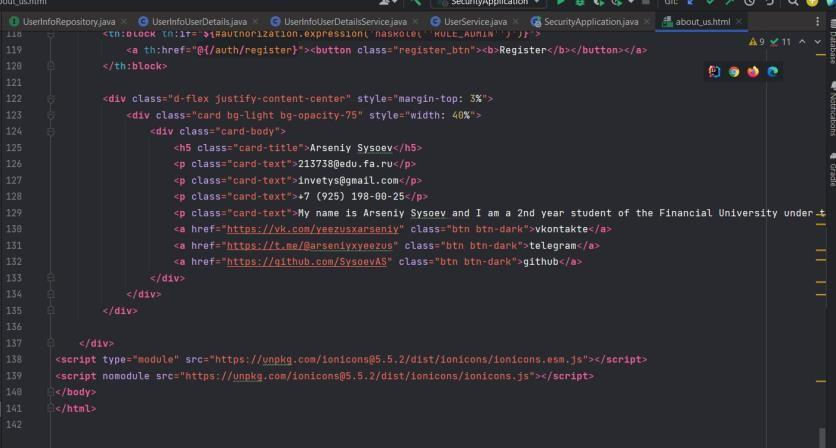 out_us.html
SecurityApplication
Git:
UserInfoRepository.java × UserInfoUserDetails.java × UserInfoUserDetailsService.java × UserService.java × SecurityApplication.java × about_us.html ×
118 <th:block th:if="${#authorization.expression('hasRole(''ROLE_ADMIN'')')}">
119 <a th:href="@{/auth/register}"><button class="register_btn"><b>Register</b></button></a>
120 </th:block>
121
122 <div class="d-flex justify-content-center" style="margin-top: 3%">
123 <div class="card bg-light bg-opacity-75" style="width: 40%">
124 <div class="card-body">
125 <h5 class="card-title">Arseniy Sysoev</h5>
126 <p class="card-text">213738@edu.fa.ru</p>
127 <p class="card-text">invetys@gmail.com</p>
128 <p class="card-text">+7 (925) 198-00-25</p>
129 <p class="card-text">My name is Arseniy Sysoev and I am a 2nd year student of the Financial University under t
130 <a href="https://vk.com/yeezusxarseniy" class="btn btn-dark">vkontakte</a>
131 <a href="https://t.me/@arseniyxyeezus" class="btn btn-dark">telegram</a>
132 <a href="https://github.com/SysoevAS" class="btn btn-dark">github</a>
133 </div>
134 </div>
135 </div>
136
137 </div>
138 <script type="module" src="https://unpkg.com/ionicons@5.5.2/dist/ionicons/ionicons.esm.js"></script>
139 <script nomodule src="https://unpkg.com/ionicons@5.5.2/dist/ionicons/ionicons.js"></script>
140 </body>
141 </html>
142
9 11
Database
Notifications
Gradle